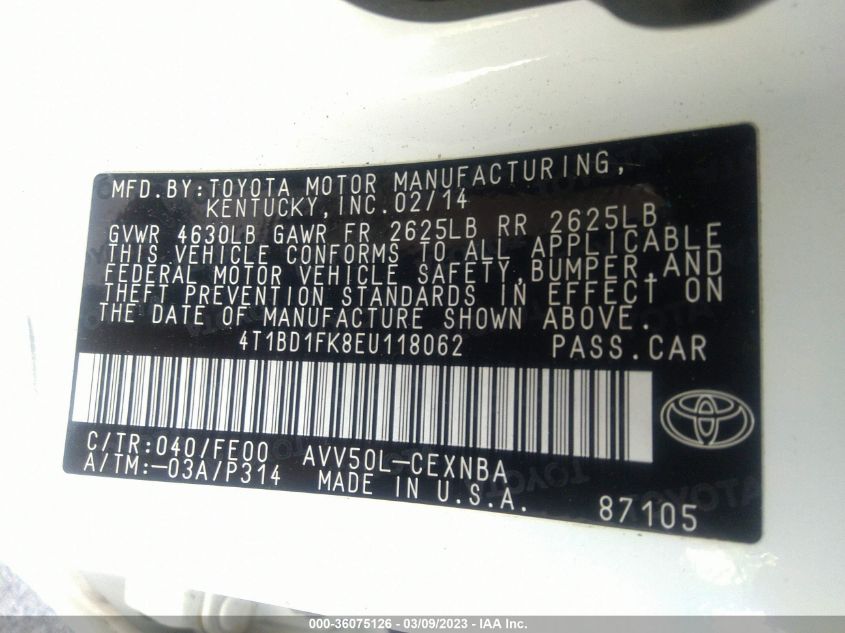 MFD.BY:TOYOTA MOTOR MANUFACTURING,
KENTUCKY,INC.02/14
GVWR 4630LB GAWR FR 2625LB RR 2625LB
THIS VEHICLE CONFORMS TO ALL APPLICABLE
FEDERAL MOTOR VEHICLE SAFETY,BUMPER,AND
THEFT PREVENTION STANDARDS IN EFFECT ON
THE DATE OF MANUFACTURE SHOWN ABOVE.
4T1BD1FK8EU118062 PASS.CAR
C/TR:040/FE00 AVV50L-CEXNBA
A/TM:-03A/P314 MADE IN U.S.A.
87105
000-36075126 - 03/09/2023 - IAA Inc.